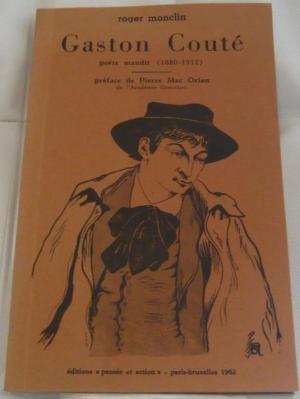 roger monclin
Gaston Couté
poète maudit (1880-1911)
préface de Pierre Mac Orlan
de l'Académie Goncourt.
éditions « pensée et action » - paris-bruxelles 1962